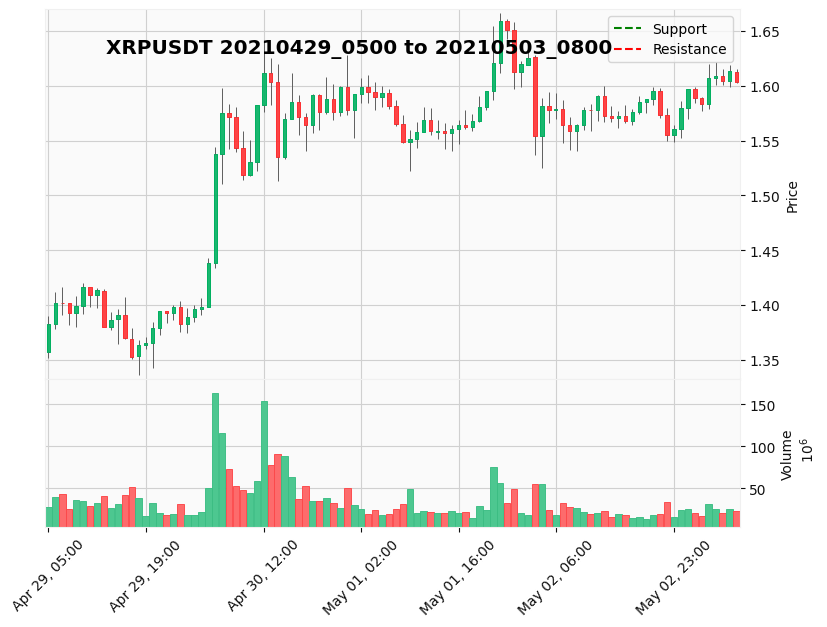 XRPUSDT 20210429_0500 to 20210503_0800
Support
Resistance
1.65
1.60
1.55
1.50
1.45
1.40
1.35
Price
150
100
50
Volume
10^6
Apr 29, 05:00
Apr 29, 19:00
Apr 30, 12:00
May 01, 02:00
May 01, 16:00
May 02, 06:00
May 02, 23:00